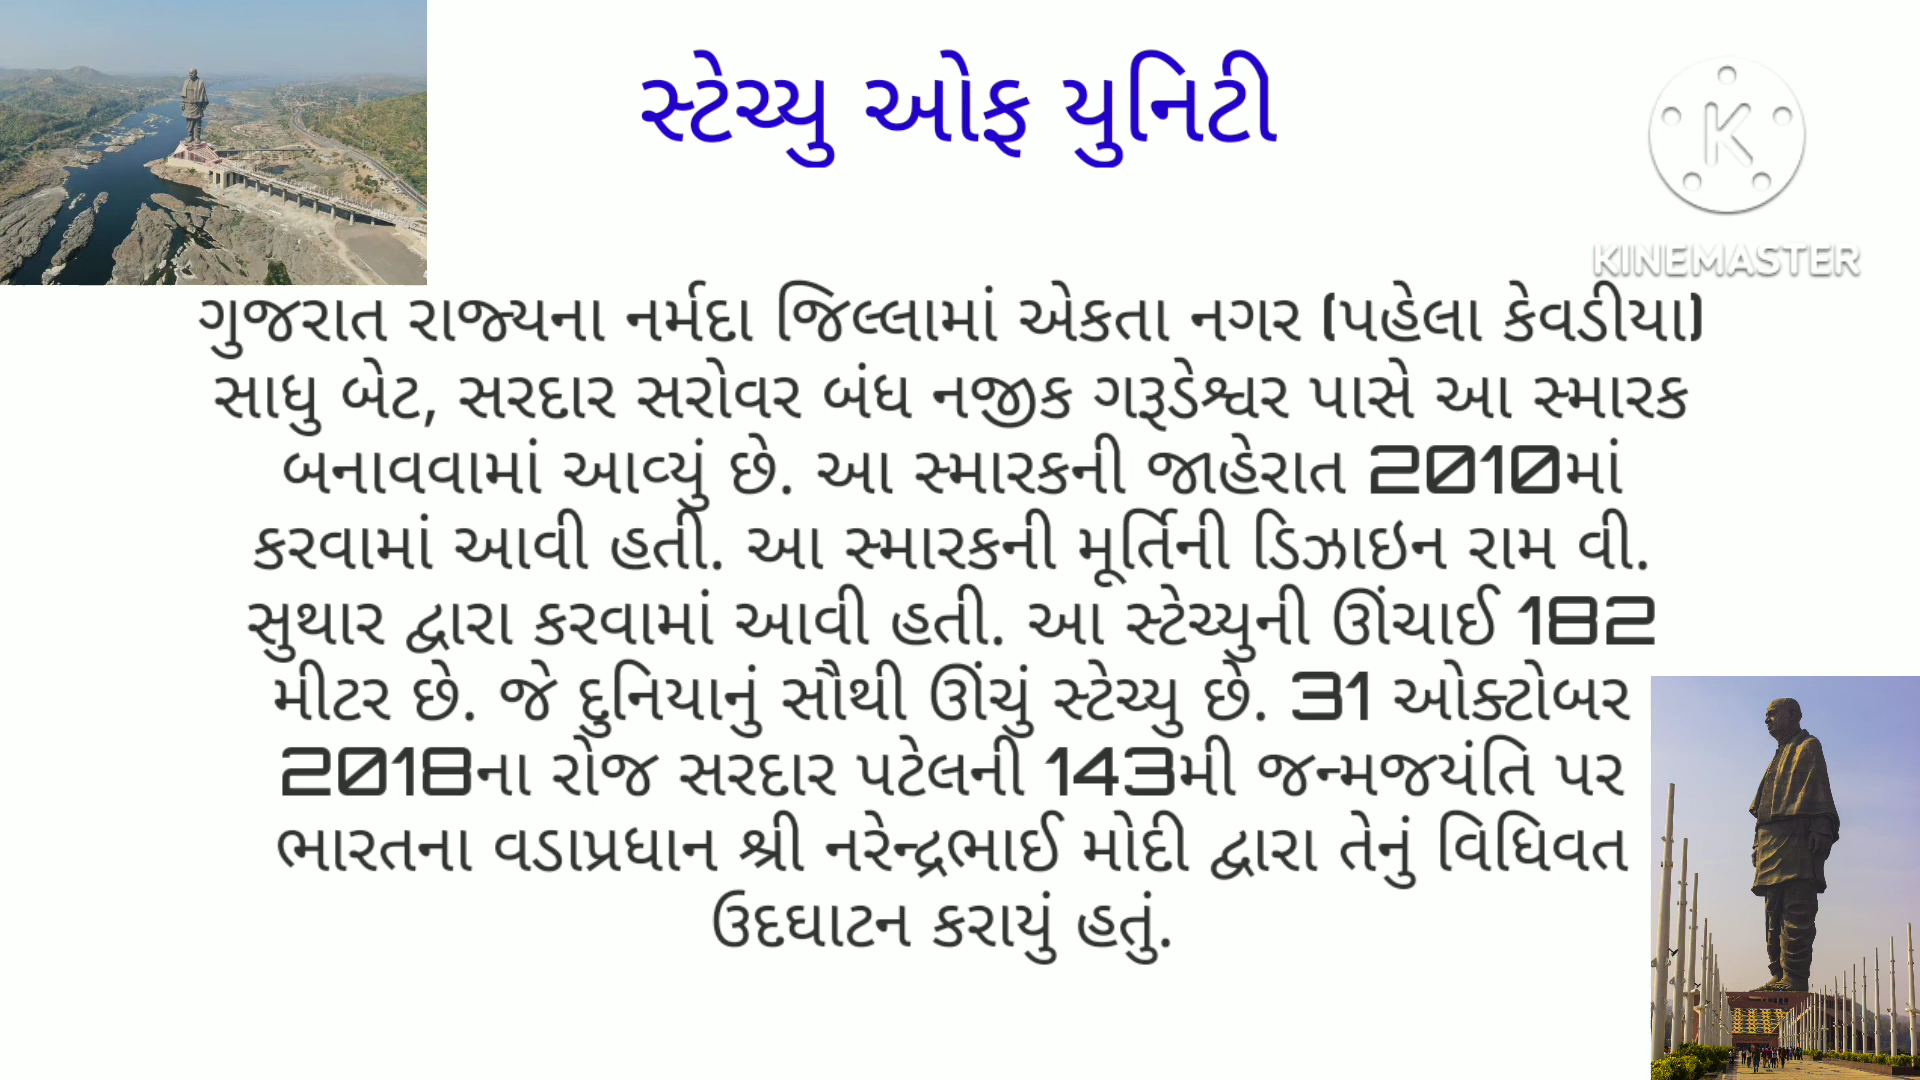 સ્ટેચ્યુ ઓફ યુનિટી
KINEMASTER
ગુજરાત રાજ્યના નર્મદા જિલ્લામાં એકતા નગર (પહેલા કેવડીયા)
સાધુ બેટ, સરદાર સરોવર બંધ નજીક ગરૂડેશ્વર પાસે આ સ્મારક
બનાવવામાં આવ્યું છે. આ સ્મારકની જાહેરાત 2010માં
કરવામાં આવી હતી. આ સ્મારકની મૂર્તિની ડિઝાઇન રામ વી.
સુથાર દ્વારા કરવામાં આવી હતી. આ સ્ટેચ્યુની ઊંચાઈ 182
મીટર છે. જે દુનિયાનું સૌથી ઊંચું સ્ટેચ્યુ છે. 31 ઓક્ટોબર
2018ના રોજ સરદાર પટેલની 143મી જન્મજયંતિ પર
ભારતના વડાપ્રધાન શ્રી નરેન્દ્રભાઈ મોદી દ્વારા તેનું વિધિવત
ઉદઘાટન કરાયું હતું.